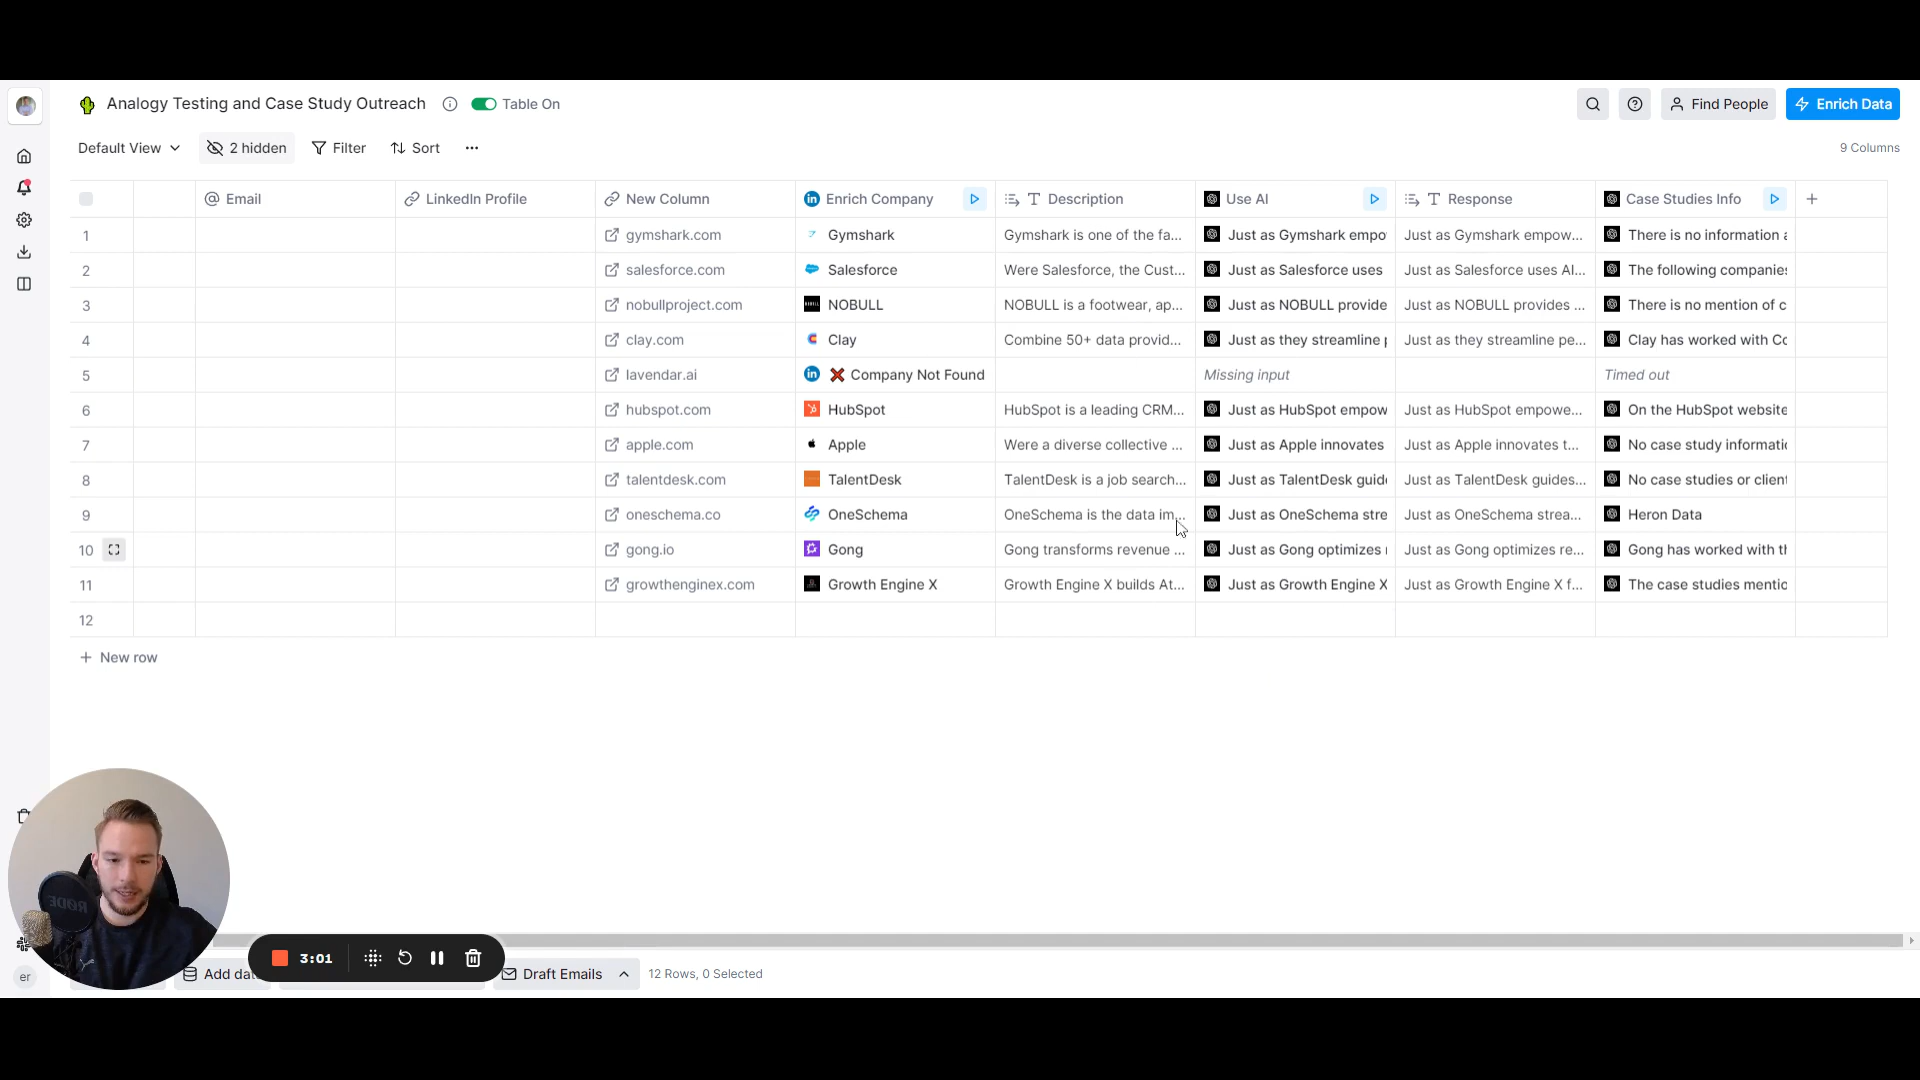 Analogy Testing and Case Study Outreach Table On Find People Enrich Data
Default View 2 hidden Filter Sort 9 Columns
Email LinkedIn Profile New Column Enrich Company T Description Use AI T Response Case Studies Info
1 gymshark.com Gymshark Gymshark is one of the fa... Just as Gymshark empo Just as Gymshark empow... There is no information a
2 salesforce.com Salesforce Were Salesforce, the Cust... Just as Salesforce uses Just as Salesforce uses AI... The following companies
3 nobullproject.com NOBULL NOBULL is a footwear, ap... Just as NOBULL provide Just as NOBULL provides ... There is no mention of c
4 clay.com Clay Combine 50+ data provid... Just as they streamline p Just as they streamline pe... Clay has worked with Co
5 lavendar.ai Company Not Found Missing input Timed out
6 hubspot.com HubSpot HubSpot is a leading CRM... Just as HubSpot empow Just as HubSpot empowe... On the HubSpot website
7 apple.com Apple Were a diverse collective ... Just as Apple innovates Just as Apple innovates t... No case study informatic
8 talentdesk.com TalentDesk TalentDesk is a job search... Just as TalentDesk guide Just as TalentDesk guides... No case studies or client
9 oneschema.co OneSchema OneSchema is the data im... Just as OneSchema stre Just as OneSchema strea... Heron Data
10 gong.io Gong Gong transforms revenue ... Just as Gong optimizes Just as Gong optimizes re... Gong has worked with th
11 growthenginex.com Growth Engine X Growth Engine X builds At... Just as Growth Engine X Just as Growth Engine X f... The case studies mentio
12
New row
RØDE
er Add dat 3:01 Draft Emails 12 Rows, 0 Selected